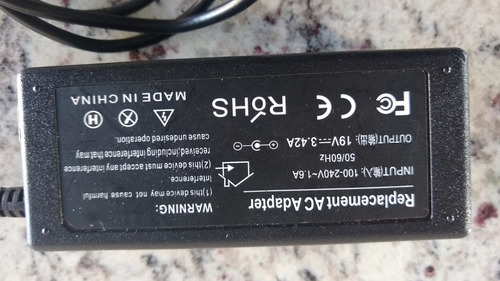 Replacement AC Adapter
INPUT(输入): 100-240V~1.6A
50/60Hz
OUTPUT(输出): 19V⎓3.42A
FC CE RoHS
WARNING:
(1)this device may not cause harmful
interference.
(2)this device must accept any interference
received,including interference that may
cause undesired operation.
MADE IN CHINA
H